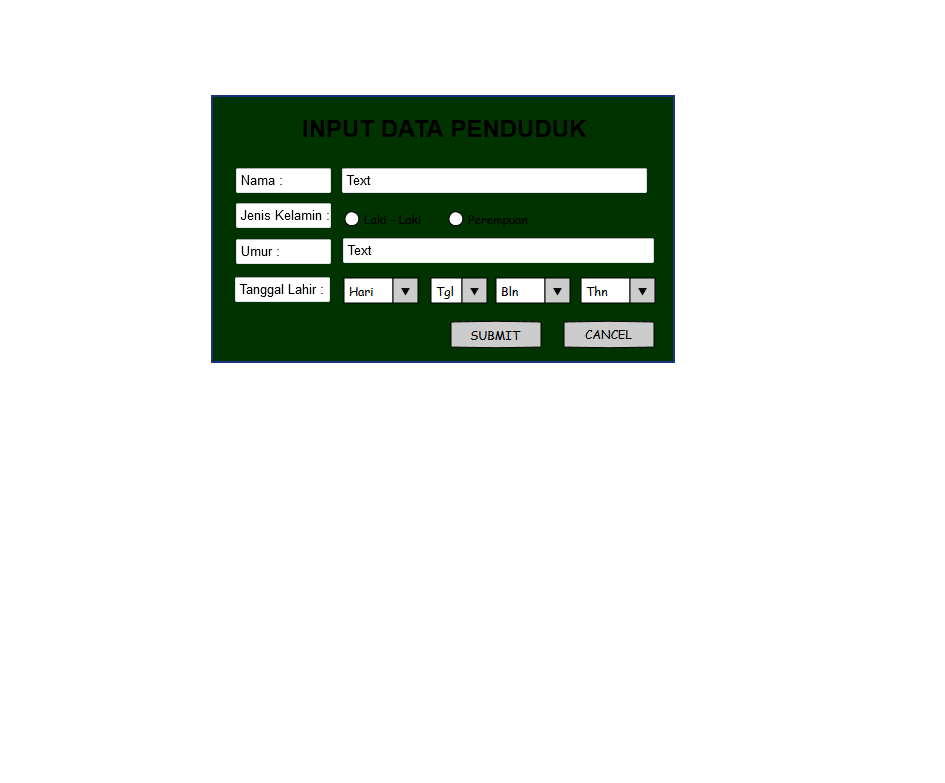 INPUT DATA PENDUDUK
Nama : Text
Jenis Kelamin : Laki - Laki Perempuan
Umur : Text
Tanggal Lahir : Hari Tgl Bln Thn
SUBMIT CANCEL